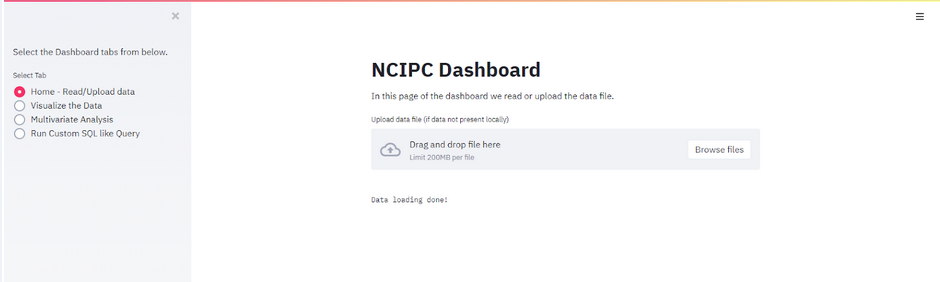 Select the Dashboard tabs from below.
Select Tab
Home - Read/Upload data
Visualize the Data
Multivariate Analysis
Run Custom SQL like Query
NCIPC Dashboard
In this page of the dashboard we read or upload the data file.
Upload data file (if data not present locally)
Drag and drop file here
Limit 200MB per file
Browse files
Data loading done!